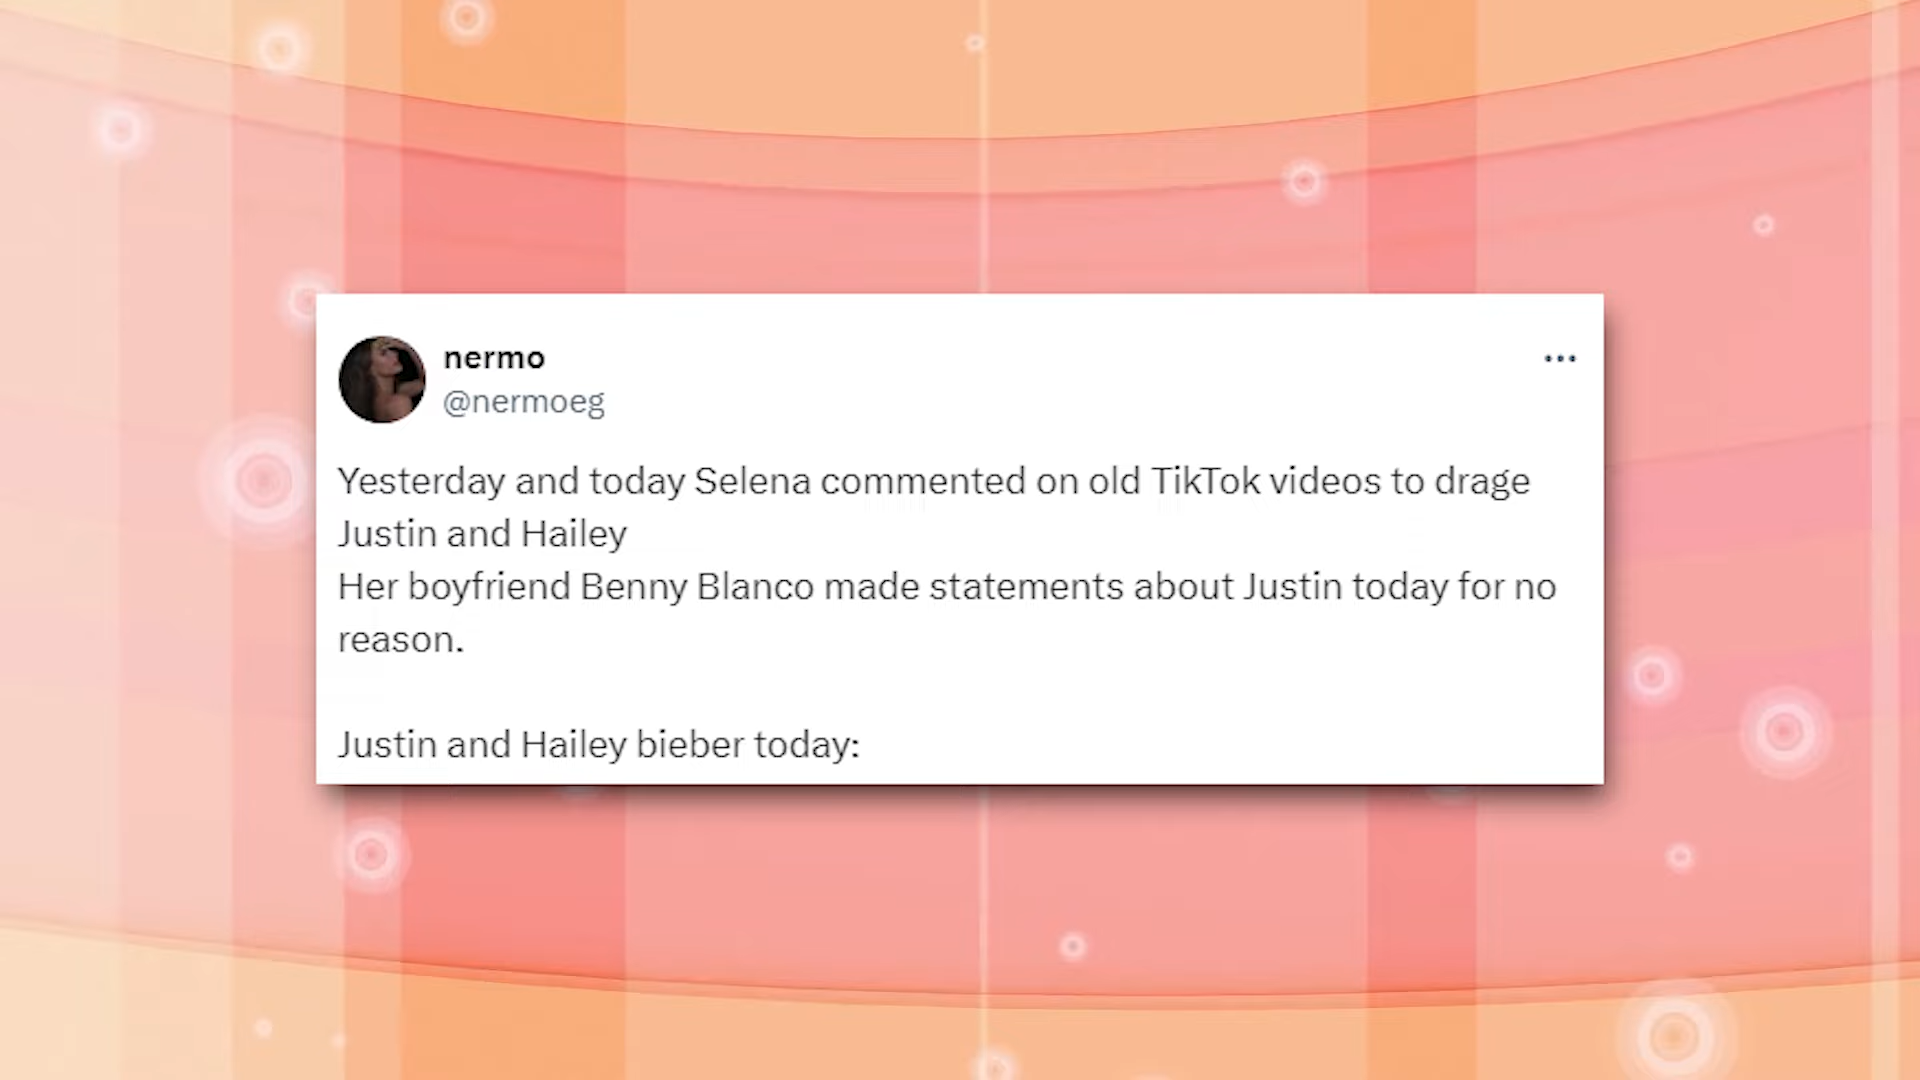 nermo
@nermoeg
Yesterday and today Selena commented on old TikTok videos to drage
Justin and Hailey
Her boyfriend Benny Blanco made statements about Justin today for no
reason.
Justin and Hailey bieber today: